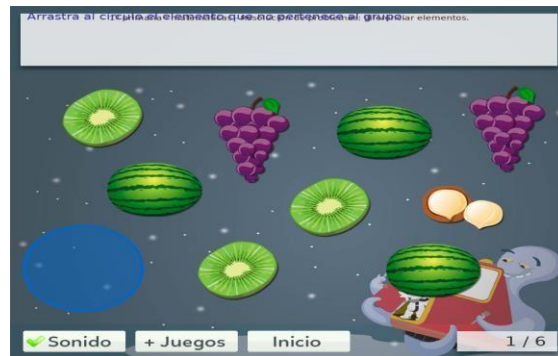 Arrastra al círculo el elemento que no pertenece al grupo.
Sonido
+ Juegos
Inicio
1 / 6